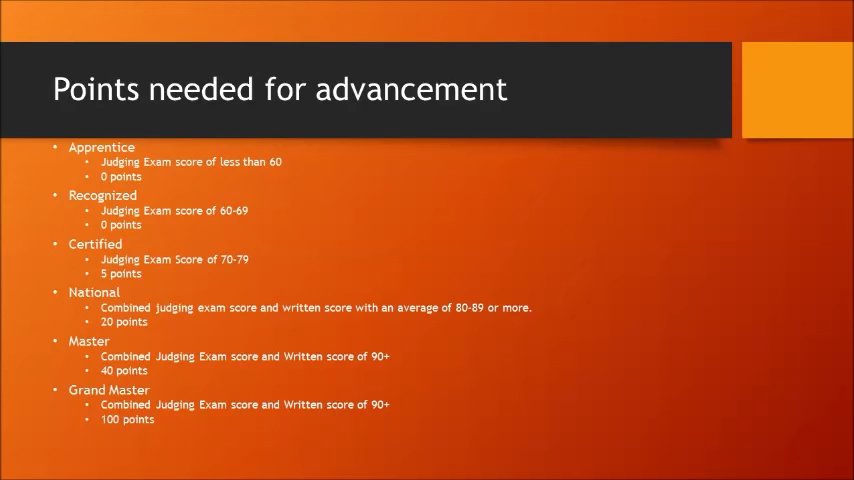 Points needed for advancement
• Apprentice
• Judging Exam score of less than 60
• 0 points
• Recognized
• Judging Exam score of 60-69
• 0 points
• Certified
• Judging Exam Score of 70-79
• 5 points
• National
• Combined judging exam score and written score with an average of 80-89 or more.
• 20 points
• Master
• Combined Judging Exam score and Written score of 90+
• 40 points
• Grand Master
• Combined Judging Exam score and Written score of 90+
• 100 points